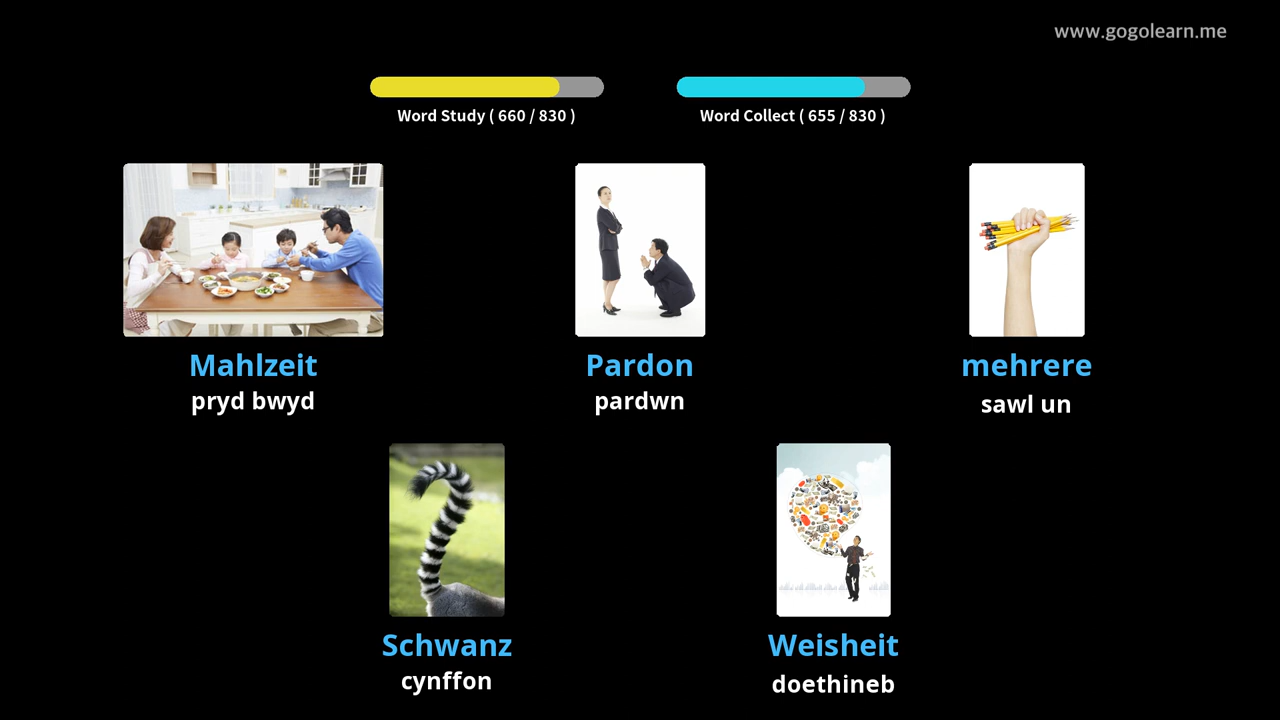 www.gogolearn.me
Word Study ( 660 / 830 )
Word Collect ( 655 / 830 )
Mahlzeit
pryd bwyd
Pardon
pardwn
mehrere
sawl un
Schwanz
cynffon
Weisheit
doethineb